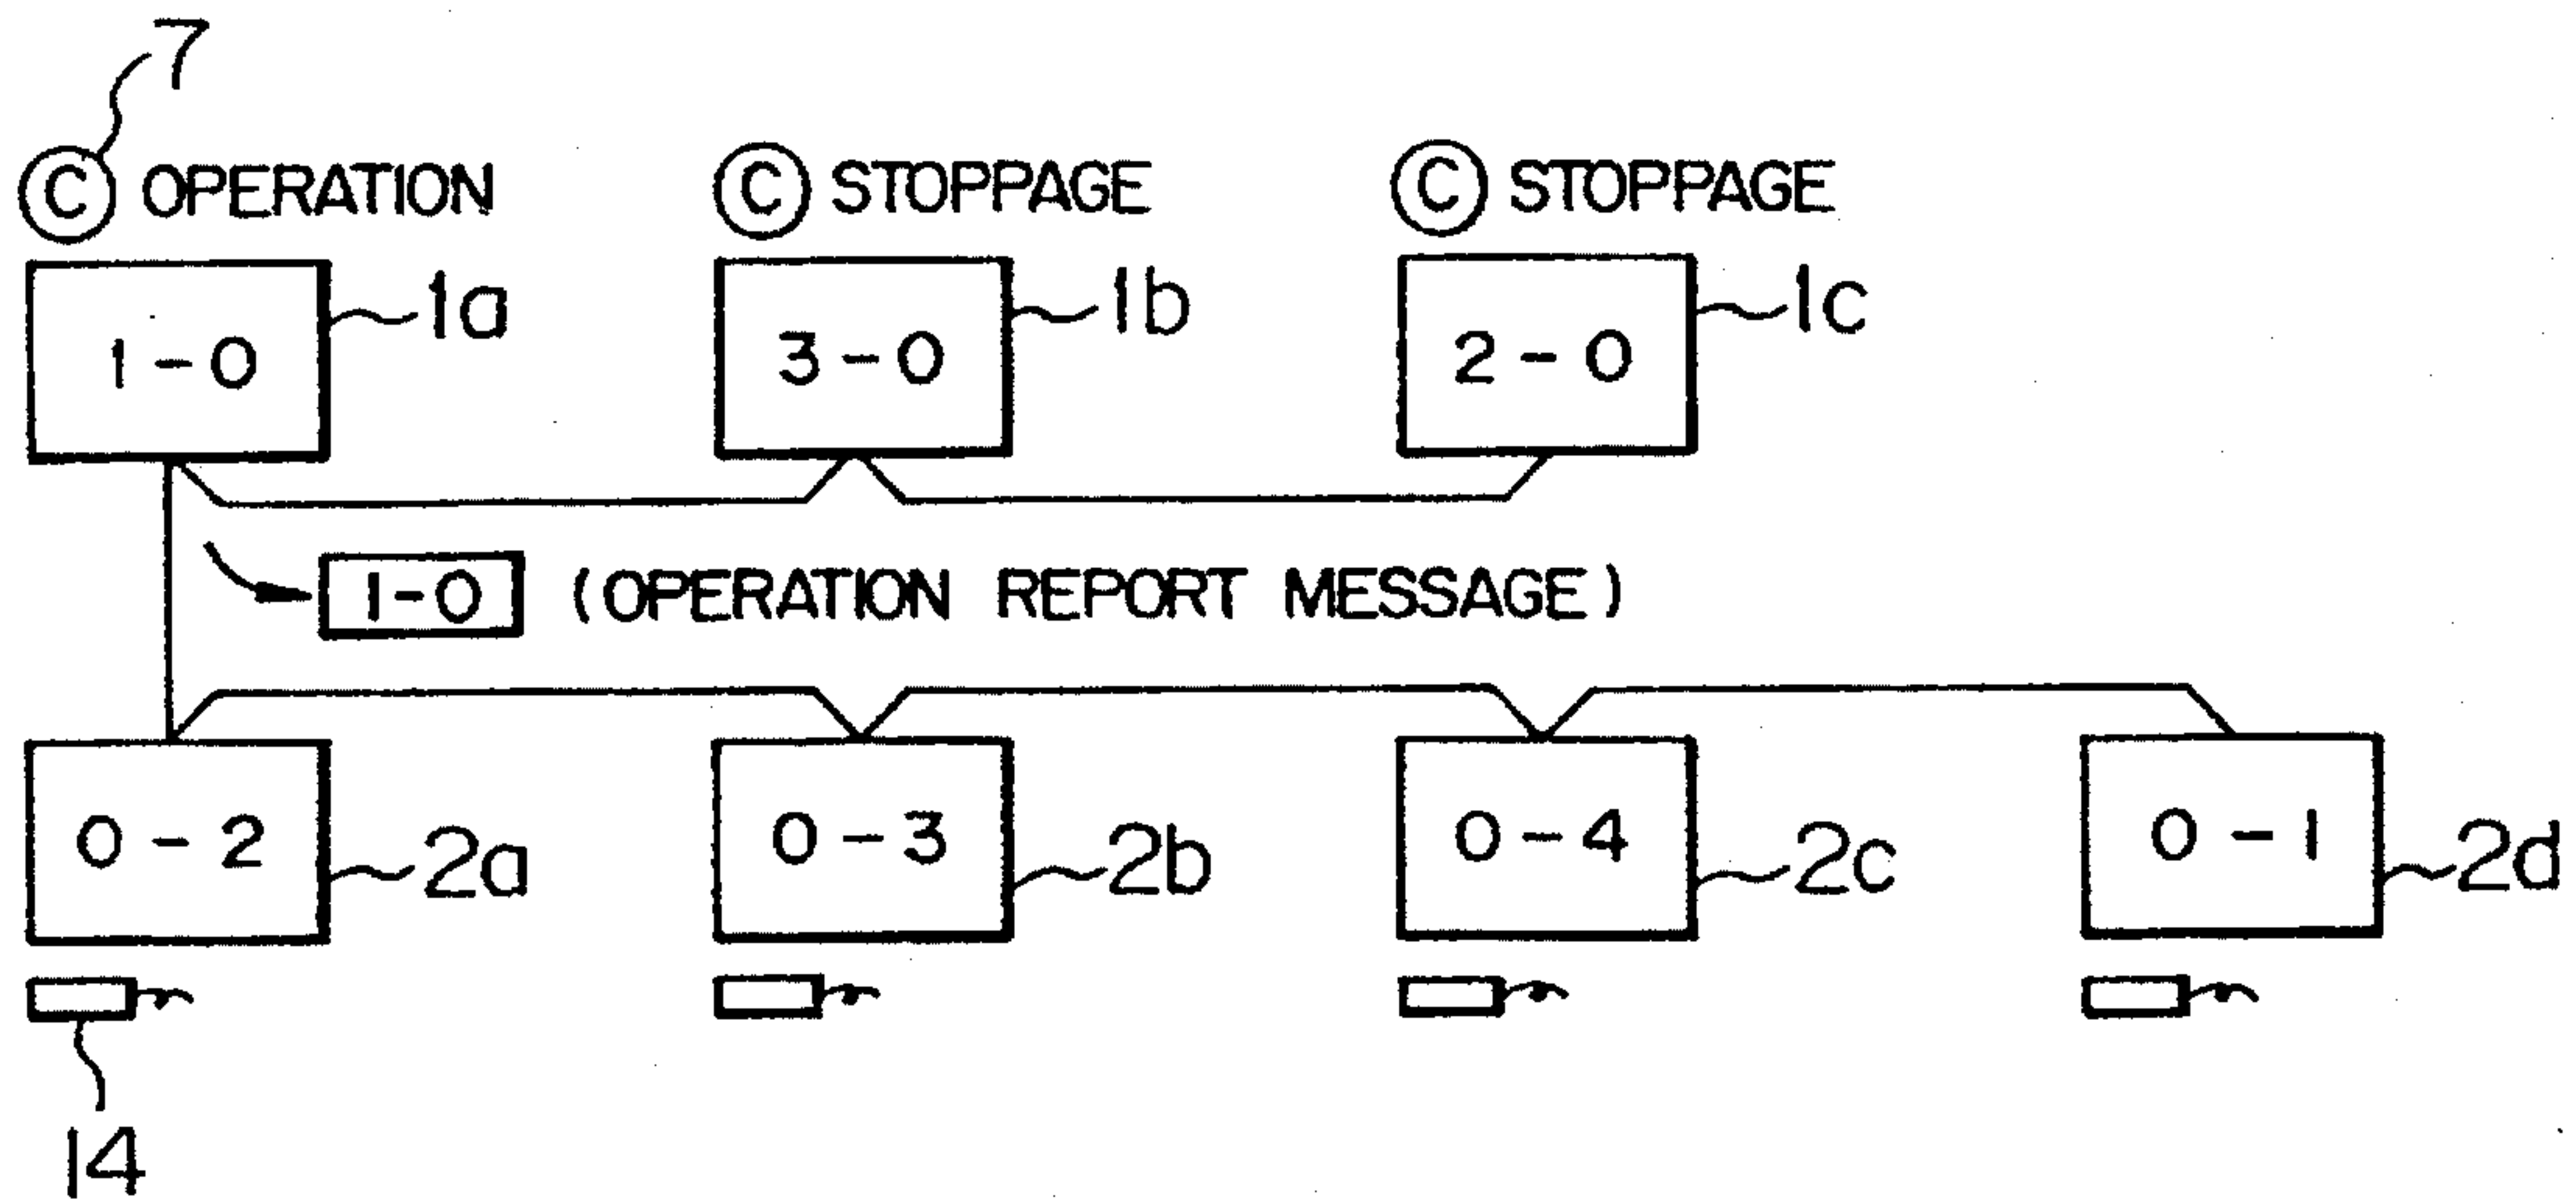 7
C OPERATION
C STOPPAGE
C STOPPAGE
1-0
1a
3-0
1b
2-0
1c
1-0 (OPERATION REPORT MESSAGE)
0-2
2a
0-3
2b
0-4
2c
0-1
2d
14